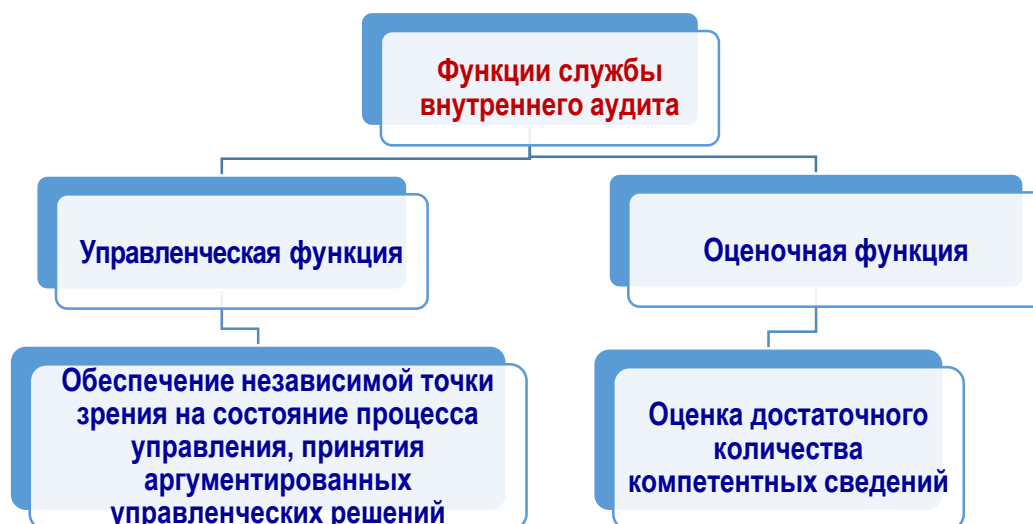 Функции службы
внутреннего аудита
Управленческая функция
Оценочная функция
Обеспечение независимой точки
зрения на состояние процесса
управления, принятия
аргументированных
управленческих решений
Оценка достаточного
количества
компетентных сведений